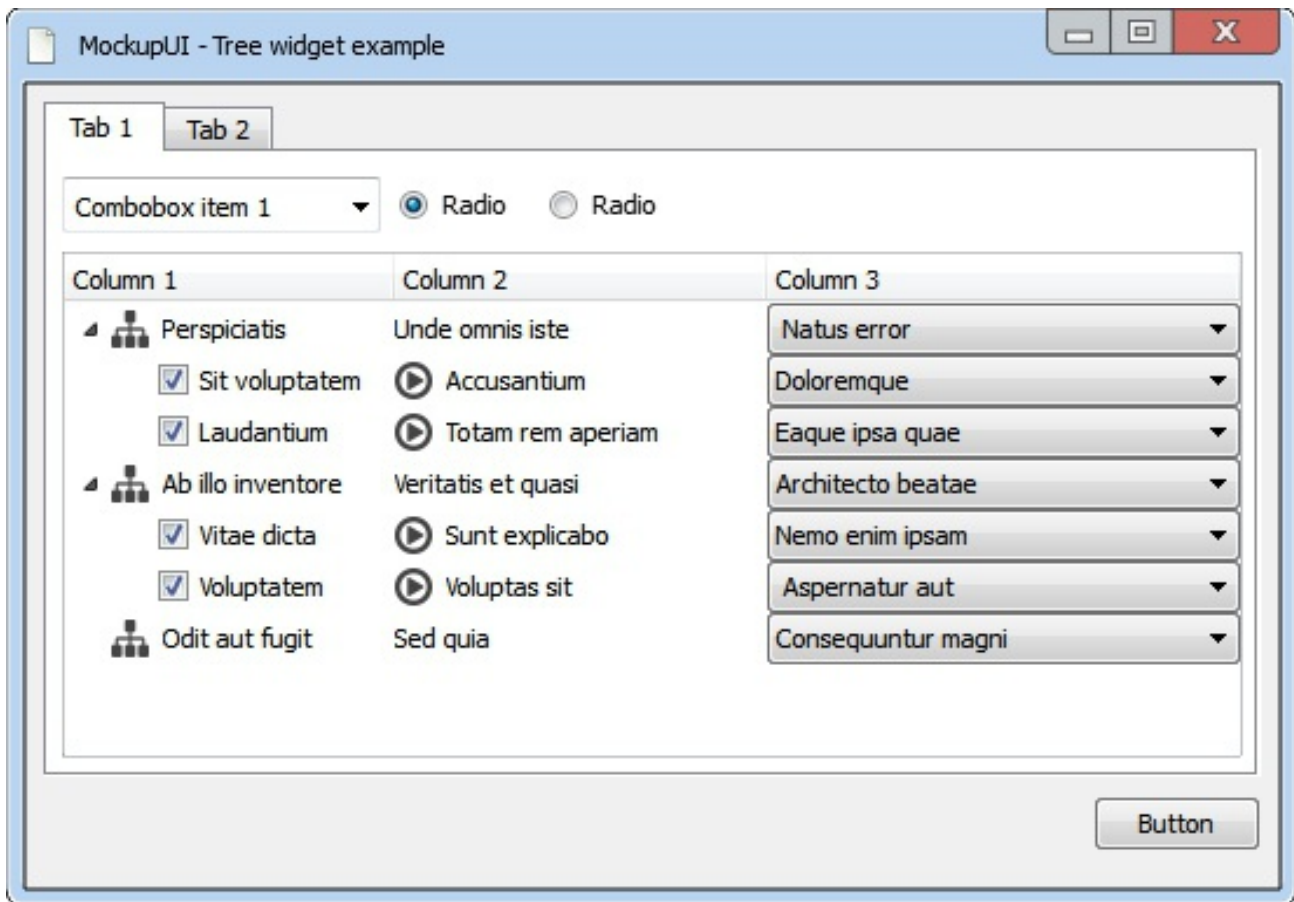 MockupUI - Tree widget example
Tab 1 Tab 2
Combobox item 1 Radio Radio
Column 1 Column 2 Column 3
Perspiciatis Unde omnis iste Natus error
Sit voluptatem Accusantium Doloremque
Laudantium Totam rem aperiam Eaque ipsa quae
Ab illo inventore Veritatis et quasi Architecto beatae
Vitae dicta Sunt explicabo Nemo enim ipsam
Voluptatem Voluptas sit Aspernatur aut
Odit aut fugit Sed quia Consequuntur magni
Button